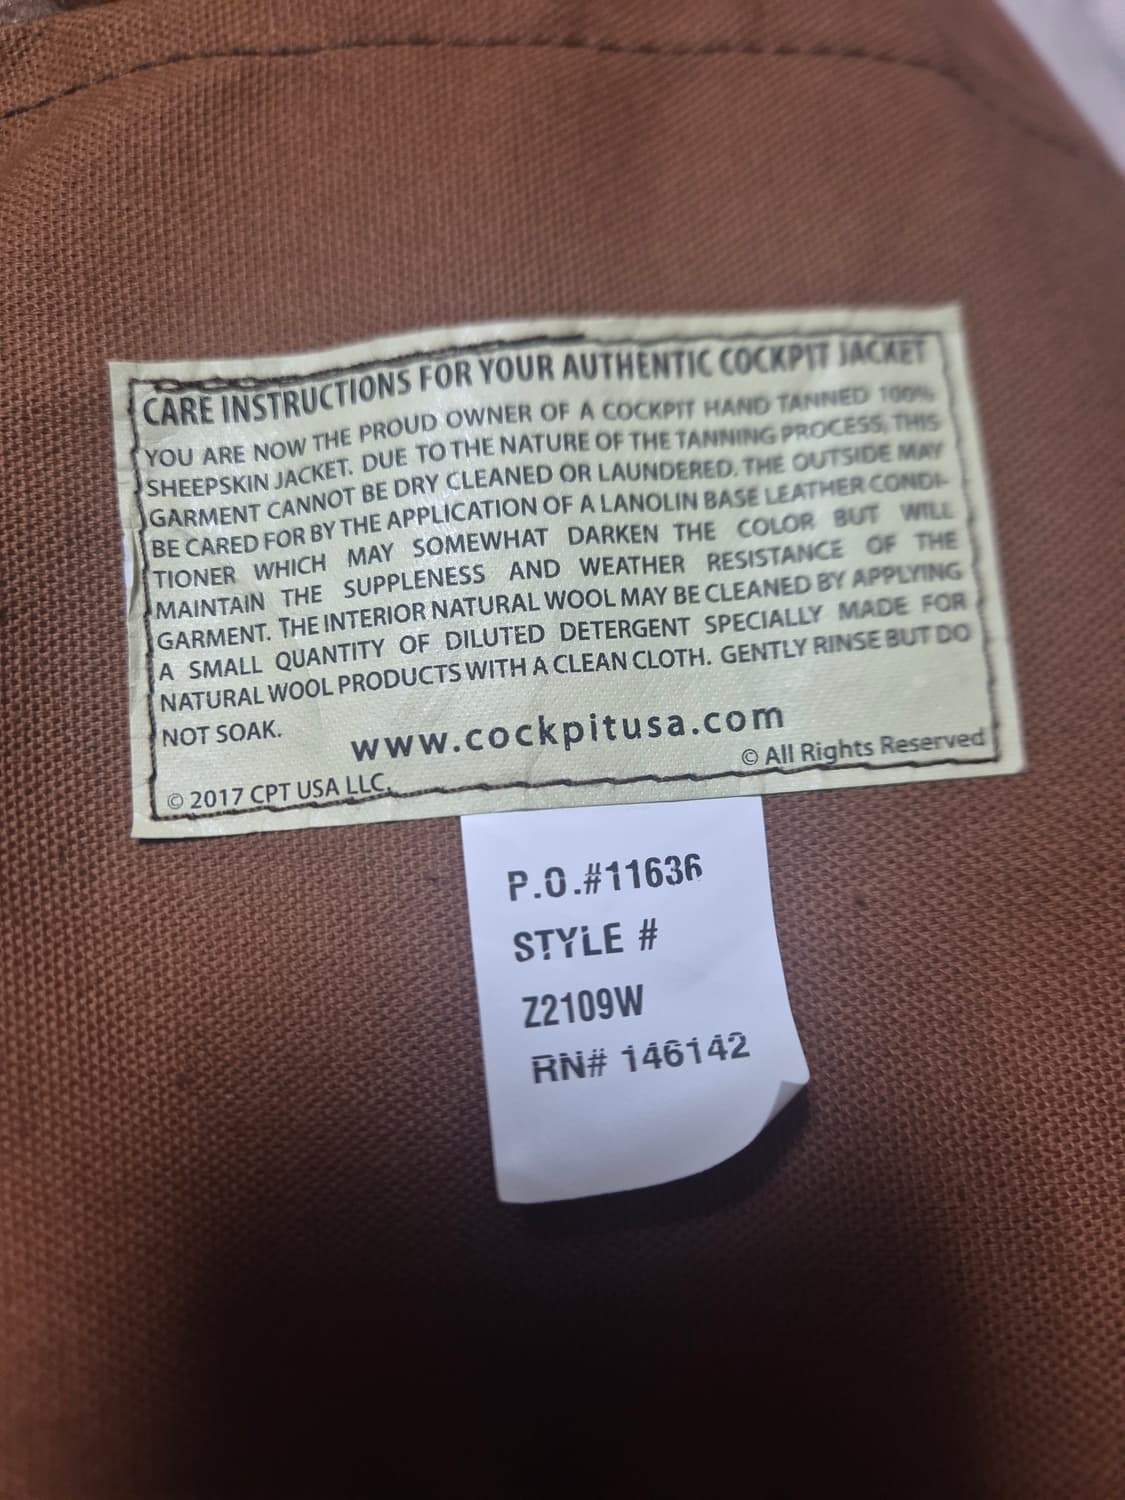 CARE INSTRUCTIONS FOR YOUR AUTHENTIC COCKPIT JACKET
YOU ARE NOW THE PROUD OWNER OF A COCKPIT HAND TANNED 100%
SHEEPSKIN JACKET. DUE TO THE NATURE OF THE TANNING PROCESS, THIS
GARMENT CANNOT BE DRY CLEANED OR LAUNDERED. THE OUTSIDE MAY
BE CARED FOR BY THE APPLICATION OF A LANOLIN BASE LEATHER CONDI-
TIONER WHICH MAY SOMEWHAT DARKEN THE COLOR BUT WILL
MAINTAIN THE SUPPLENESS AND WEATHER RESISTANCE OF THE
GARMENT. THE INTERIOR NATURAL WOOL MAY BE CLEANED BY APPLYING
A SMALL QUANTITY OF DILUTED DETERGENT SPECIALLY MADE FOR
NATURAL WOOL PRODUCTS WITH A CLEAN CLOTH. GENTLY RINSE BUT DO
NOT SOAK.
www.cockpitusa.com
© 2017 CPT USA LLC. © All Rights Reserved
P.O.#11636
STYLE #
Z2109W
RN# 146142